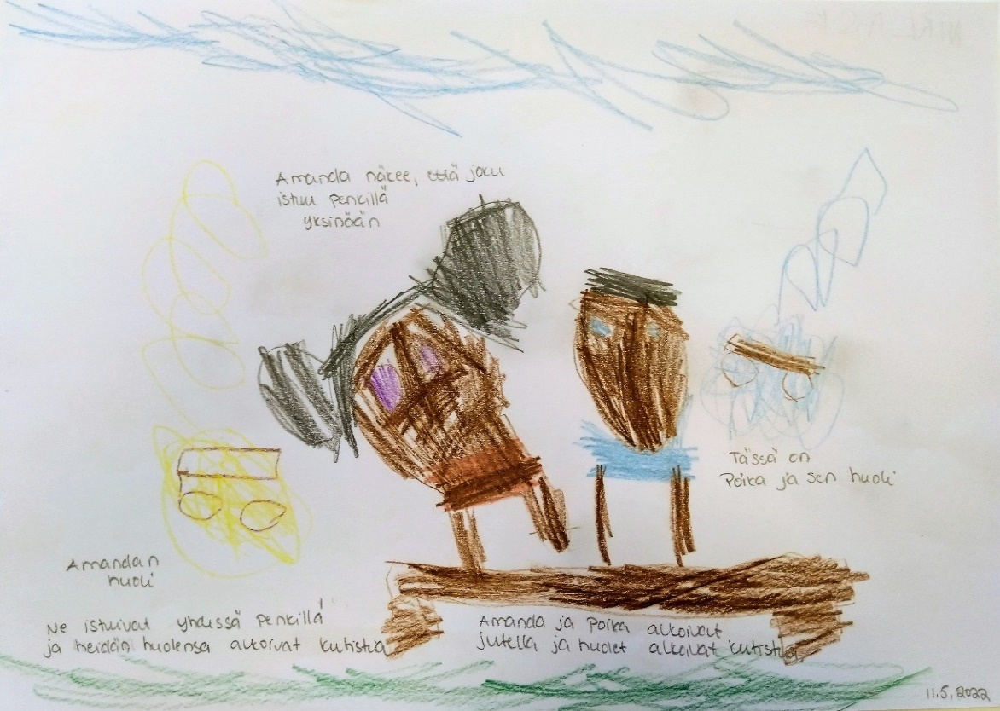 Amanda näkee, että joku
istuu penkillä
yksinään
Tässä on
Poika ja sen huoli
Amandan
huoli
Ne istuivat yhdessä penkillä
ja heidän huolensa alkoivat kutistua
Amanda ja Poika alkoivat
jutella ja huolet alkoivat kutistua
11.5.2022